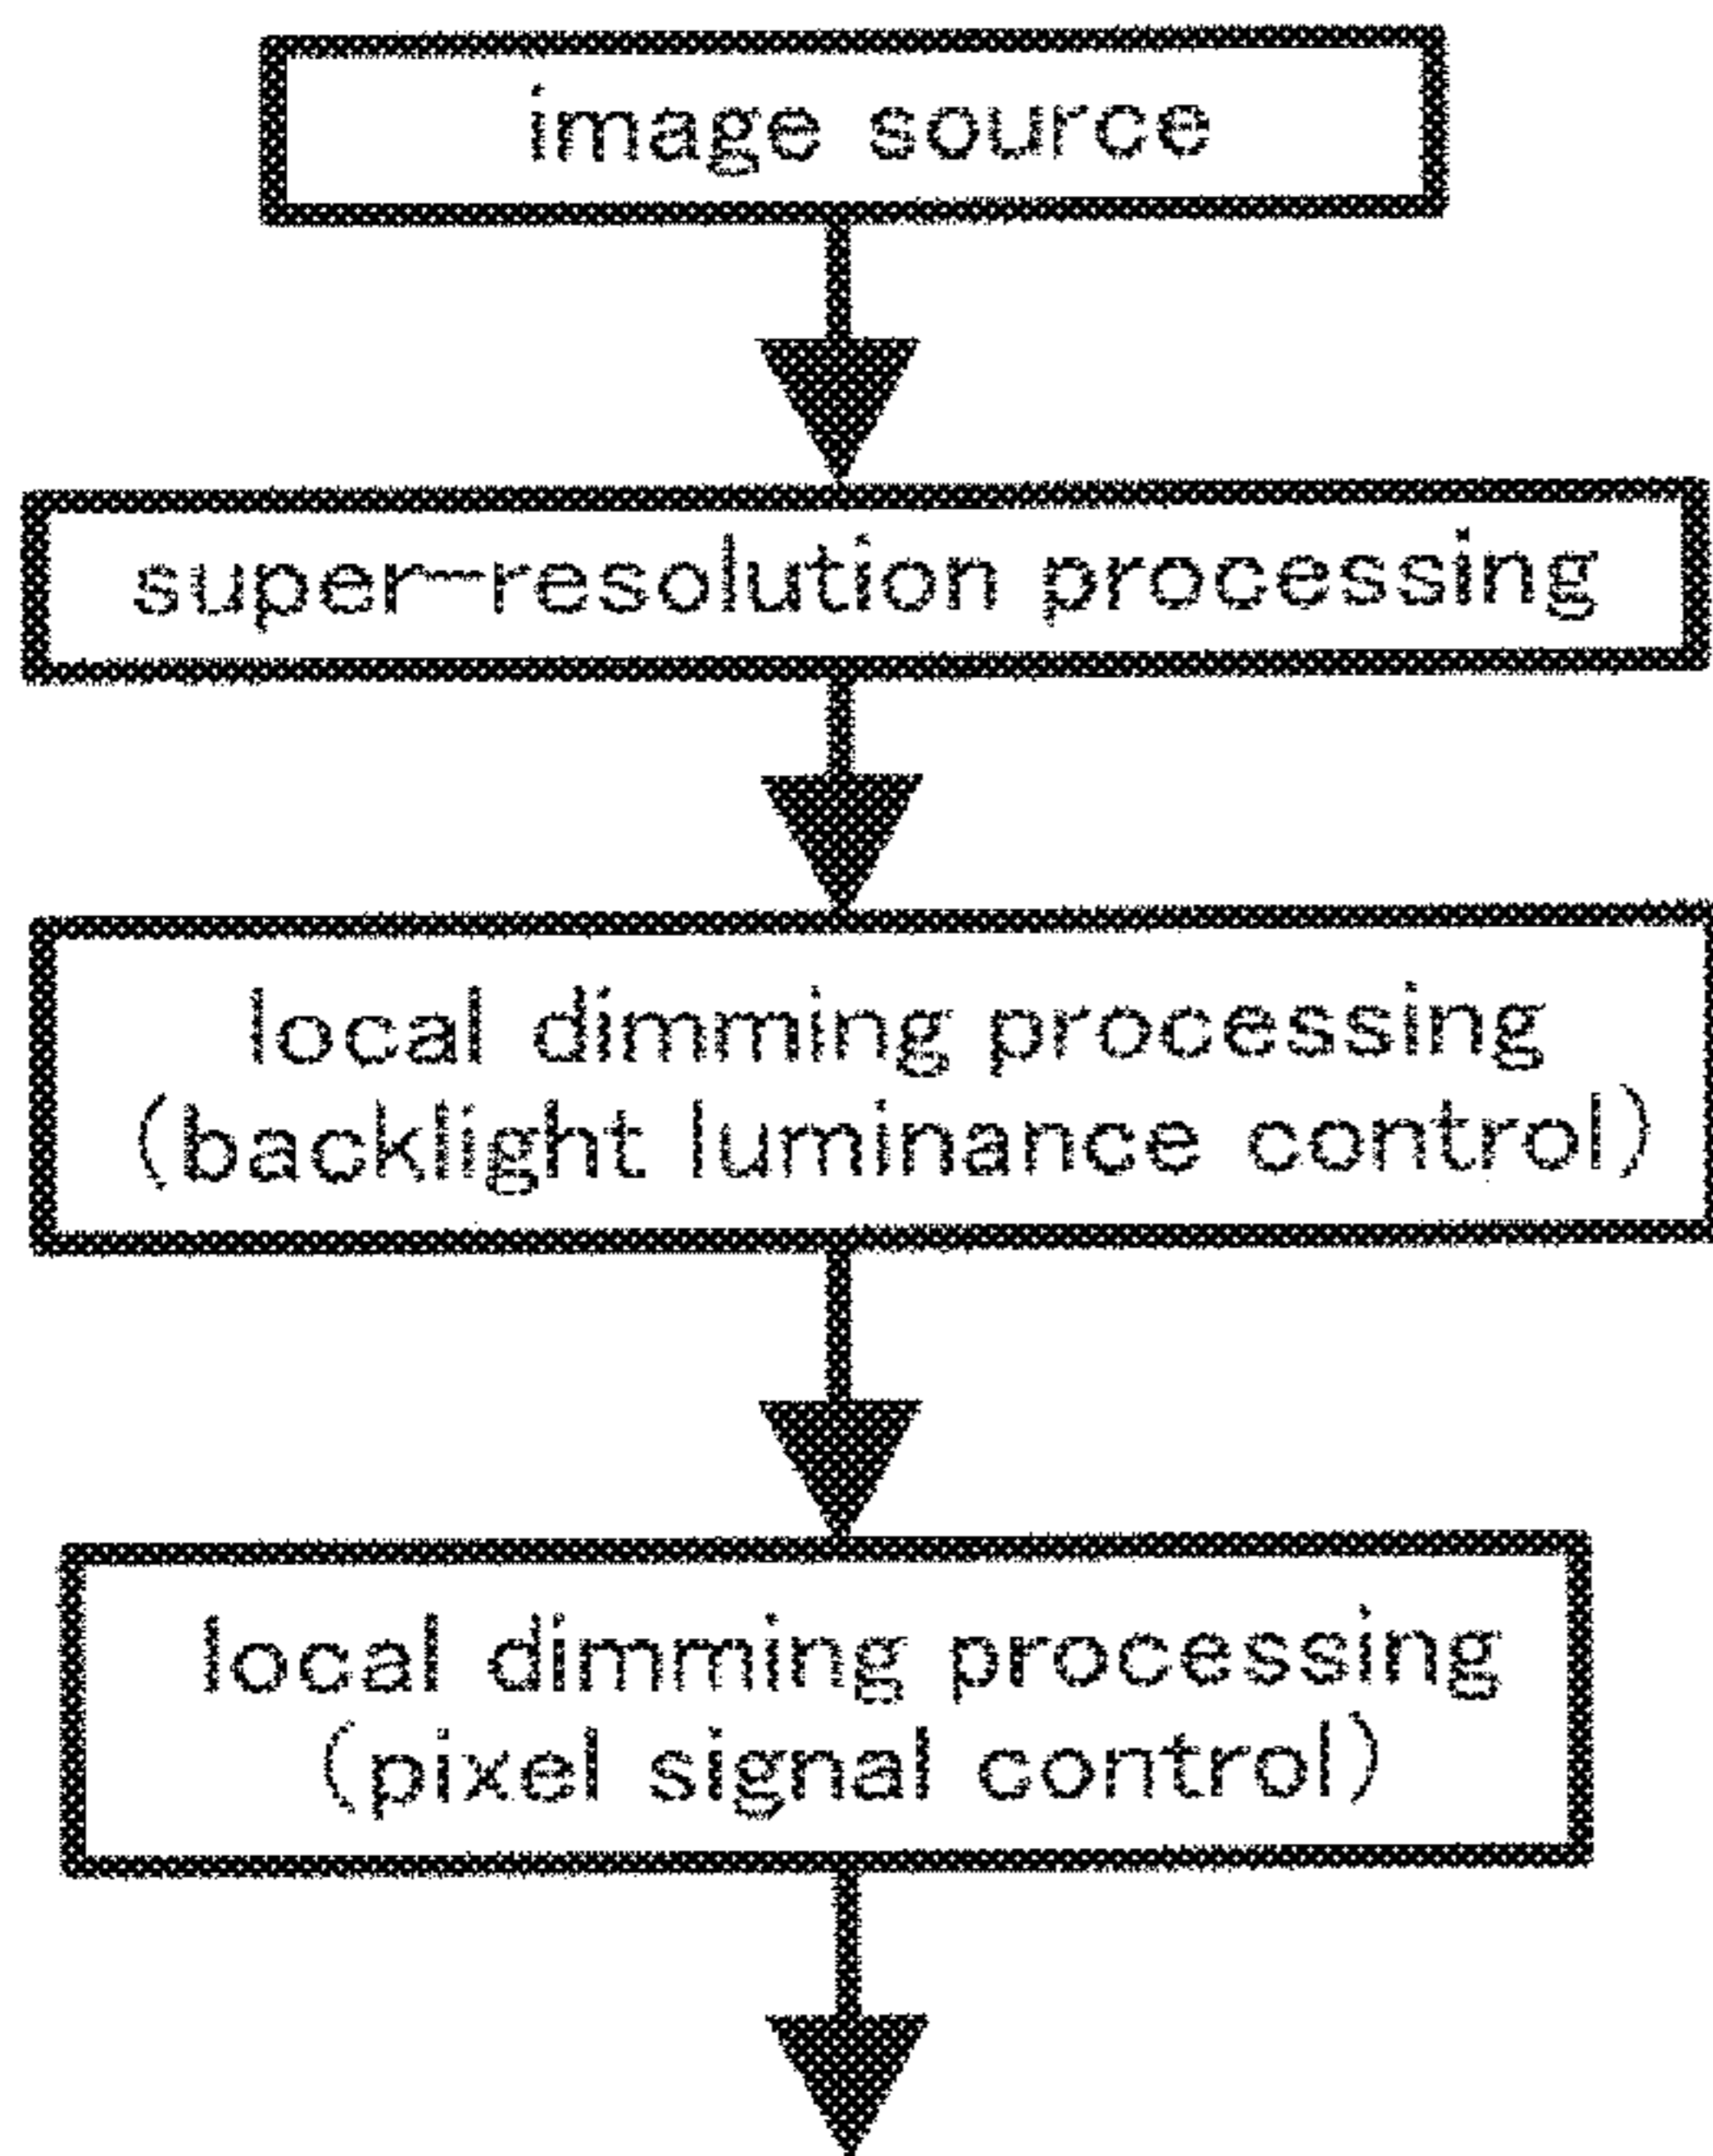 image source
super-resolution processing
local dimming processing
(backlight luminance control)
local dimming processing
(pixel signal control)